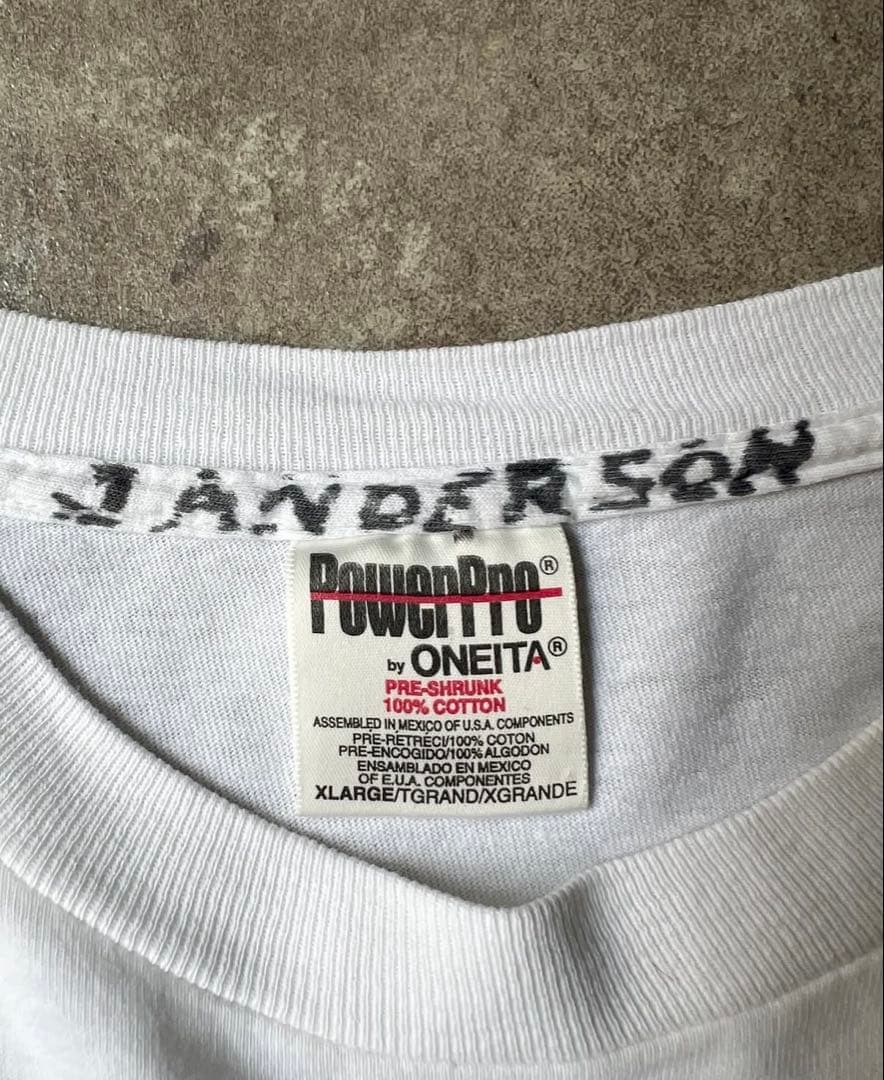 J ANDERSON
PowerPro®
by ONEITA®
PRE-SHRUNK
100% COTTON
ASSEMBLED IN MEXICO OF U.S.A. COMPONENTS
PRE-RETRECI/100% COTON
PRE-ENCOGIDO/100% ALGODON
ENSAMBLADO EN MEXICO
OF E.U.A. COMPONENTES
XLARGE/TGRAND/XGRANDE